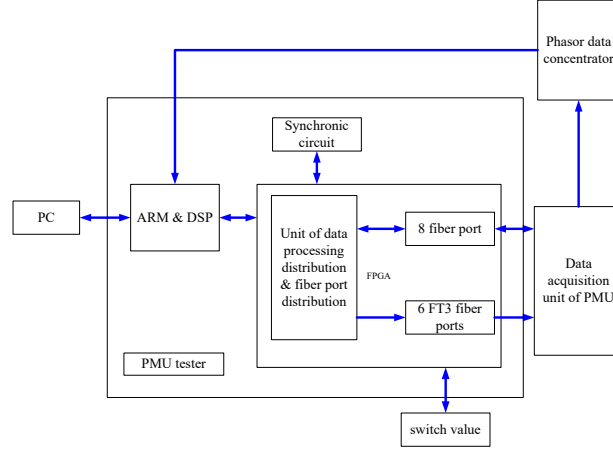 Phasor data
concentrator
Synchronic
circuit
PC
ARM & DSP
Unit of data
processing
distribution
& fiber port
distribution
8 fiber port
FPGA
6 FT3 fiber
ports
Data
acquisition
unit of PMU
PMU tester
switch value